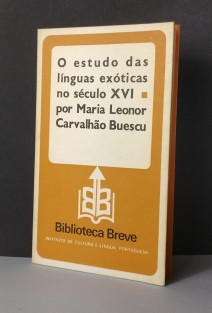 O estudo das
línguas exóticas
no século XVI
por Maria Leonor
Carvalhão Buescu
BB
Biblioteca Breve
INSTITUTO DE CULTURA E LÍNGUA PORTUGUESA